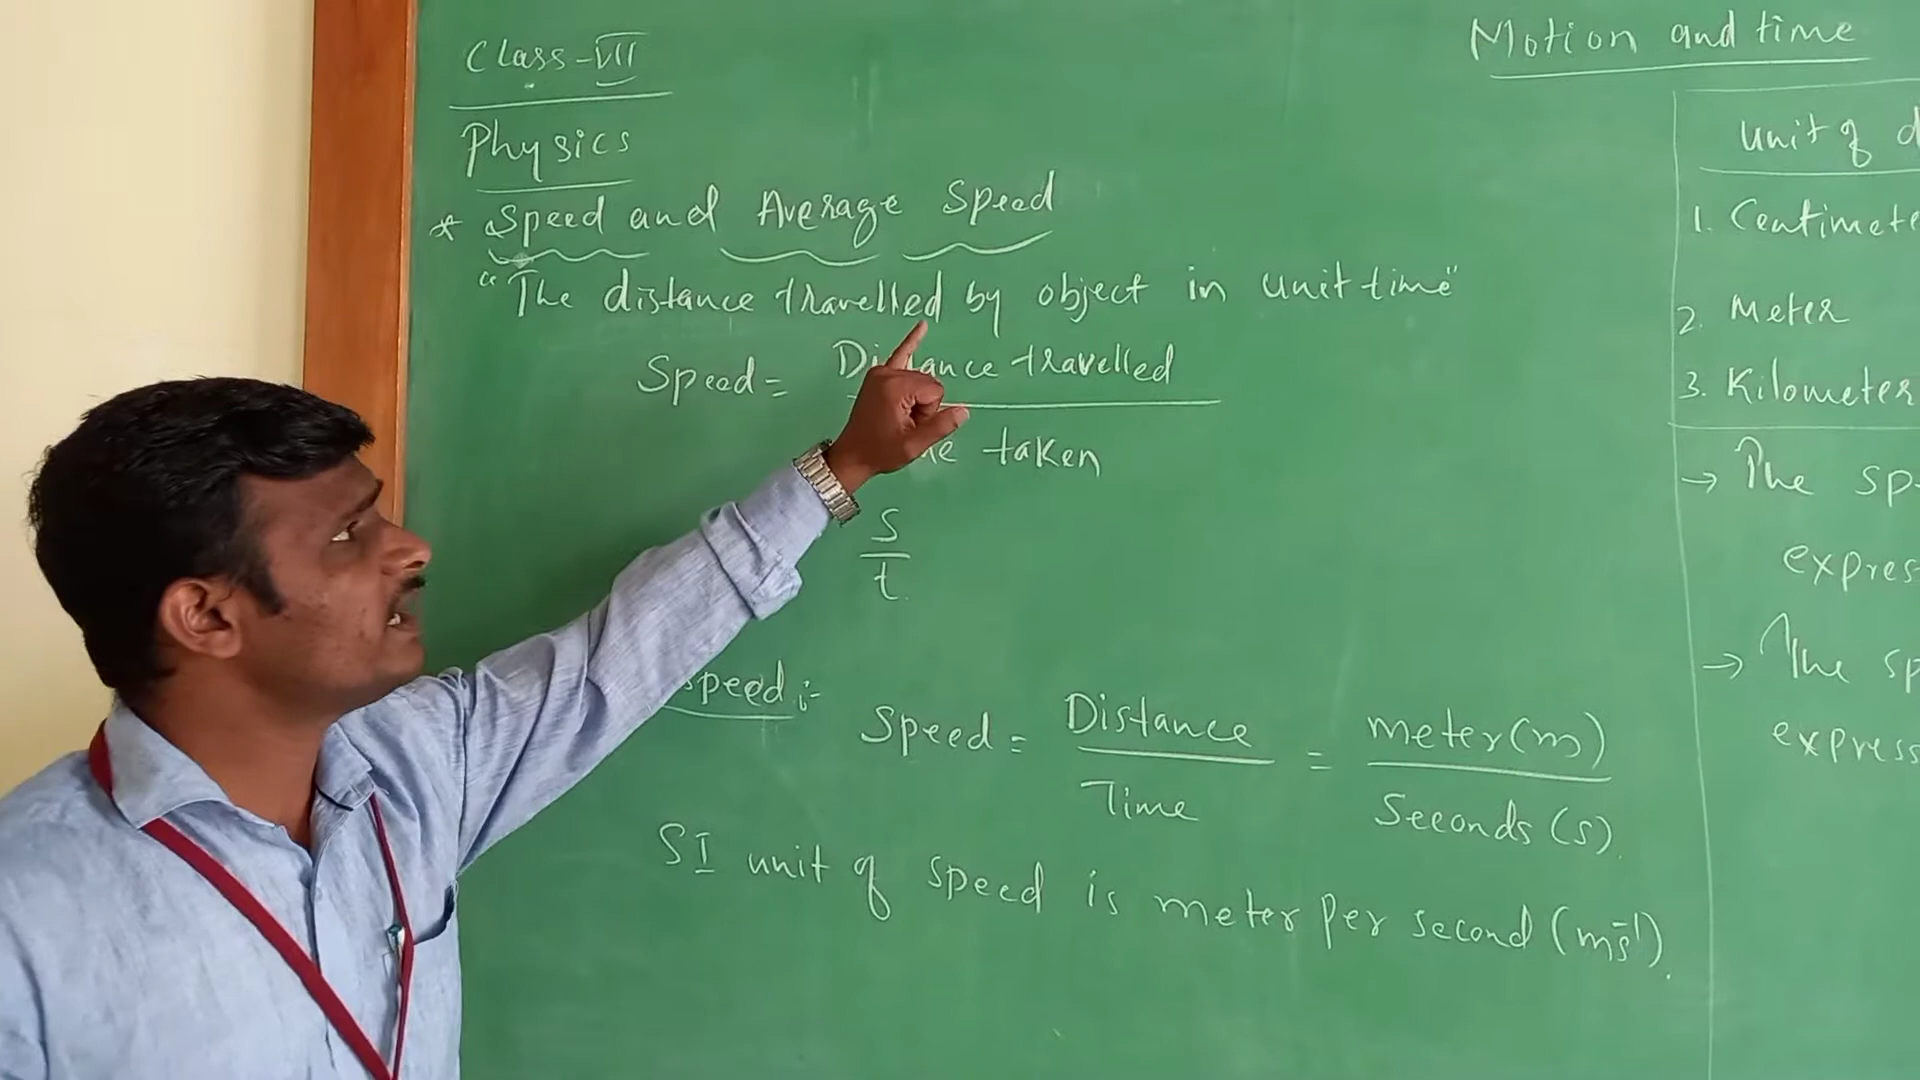 Class-VII
Physics
* Speed and Average Speed
"The distance travelled by object in unit time"
Speed = Distance travelled
taken
S
t.
Speed :-
Speed = Distance = meter(m)
Time Seconds (s).
SI unit of speed is meter per second (ms⁻¹).
Motion and time
Unit of
1. Centimete
2. Meter
3. Kilometer
→ The sp
expres
→ The sp
express